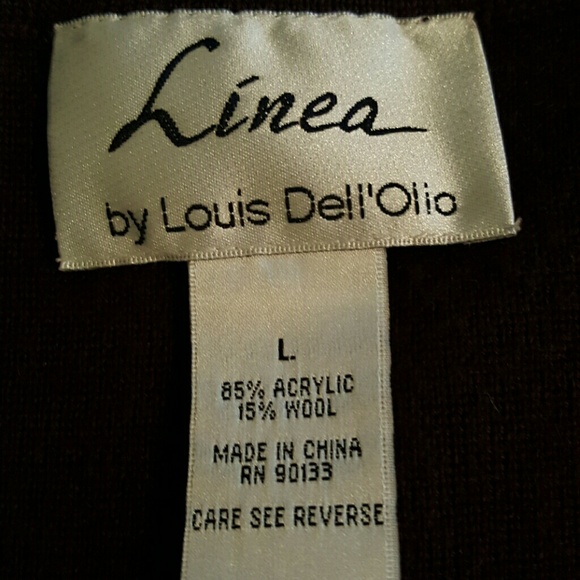 Linea
by Louis Dell'Olio
L.
85% ACRYLIC
15% WOOL
MADE IN CHINA
RN 90133
CARE SEE REVERSE